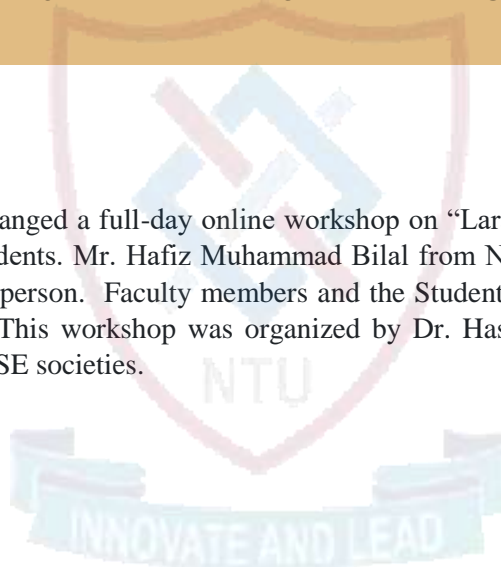 anged a full-day online workshop on “Lar
dents. Mr. Hafiz Muhammad Bilal from N
person. Faculty members and the Student
This workshop was organized by Dr. Has
SE societies.
NTU
INNOVATE AND LEAD